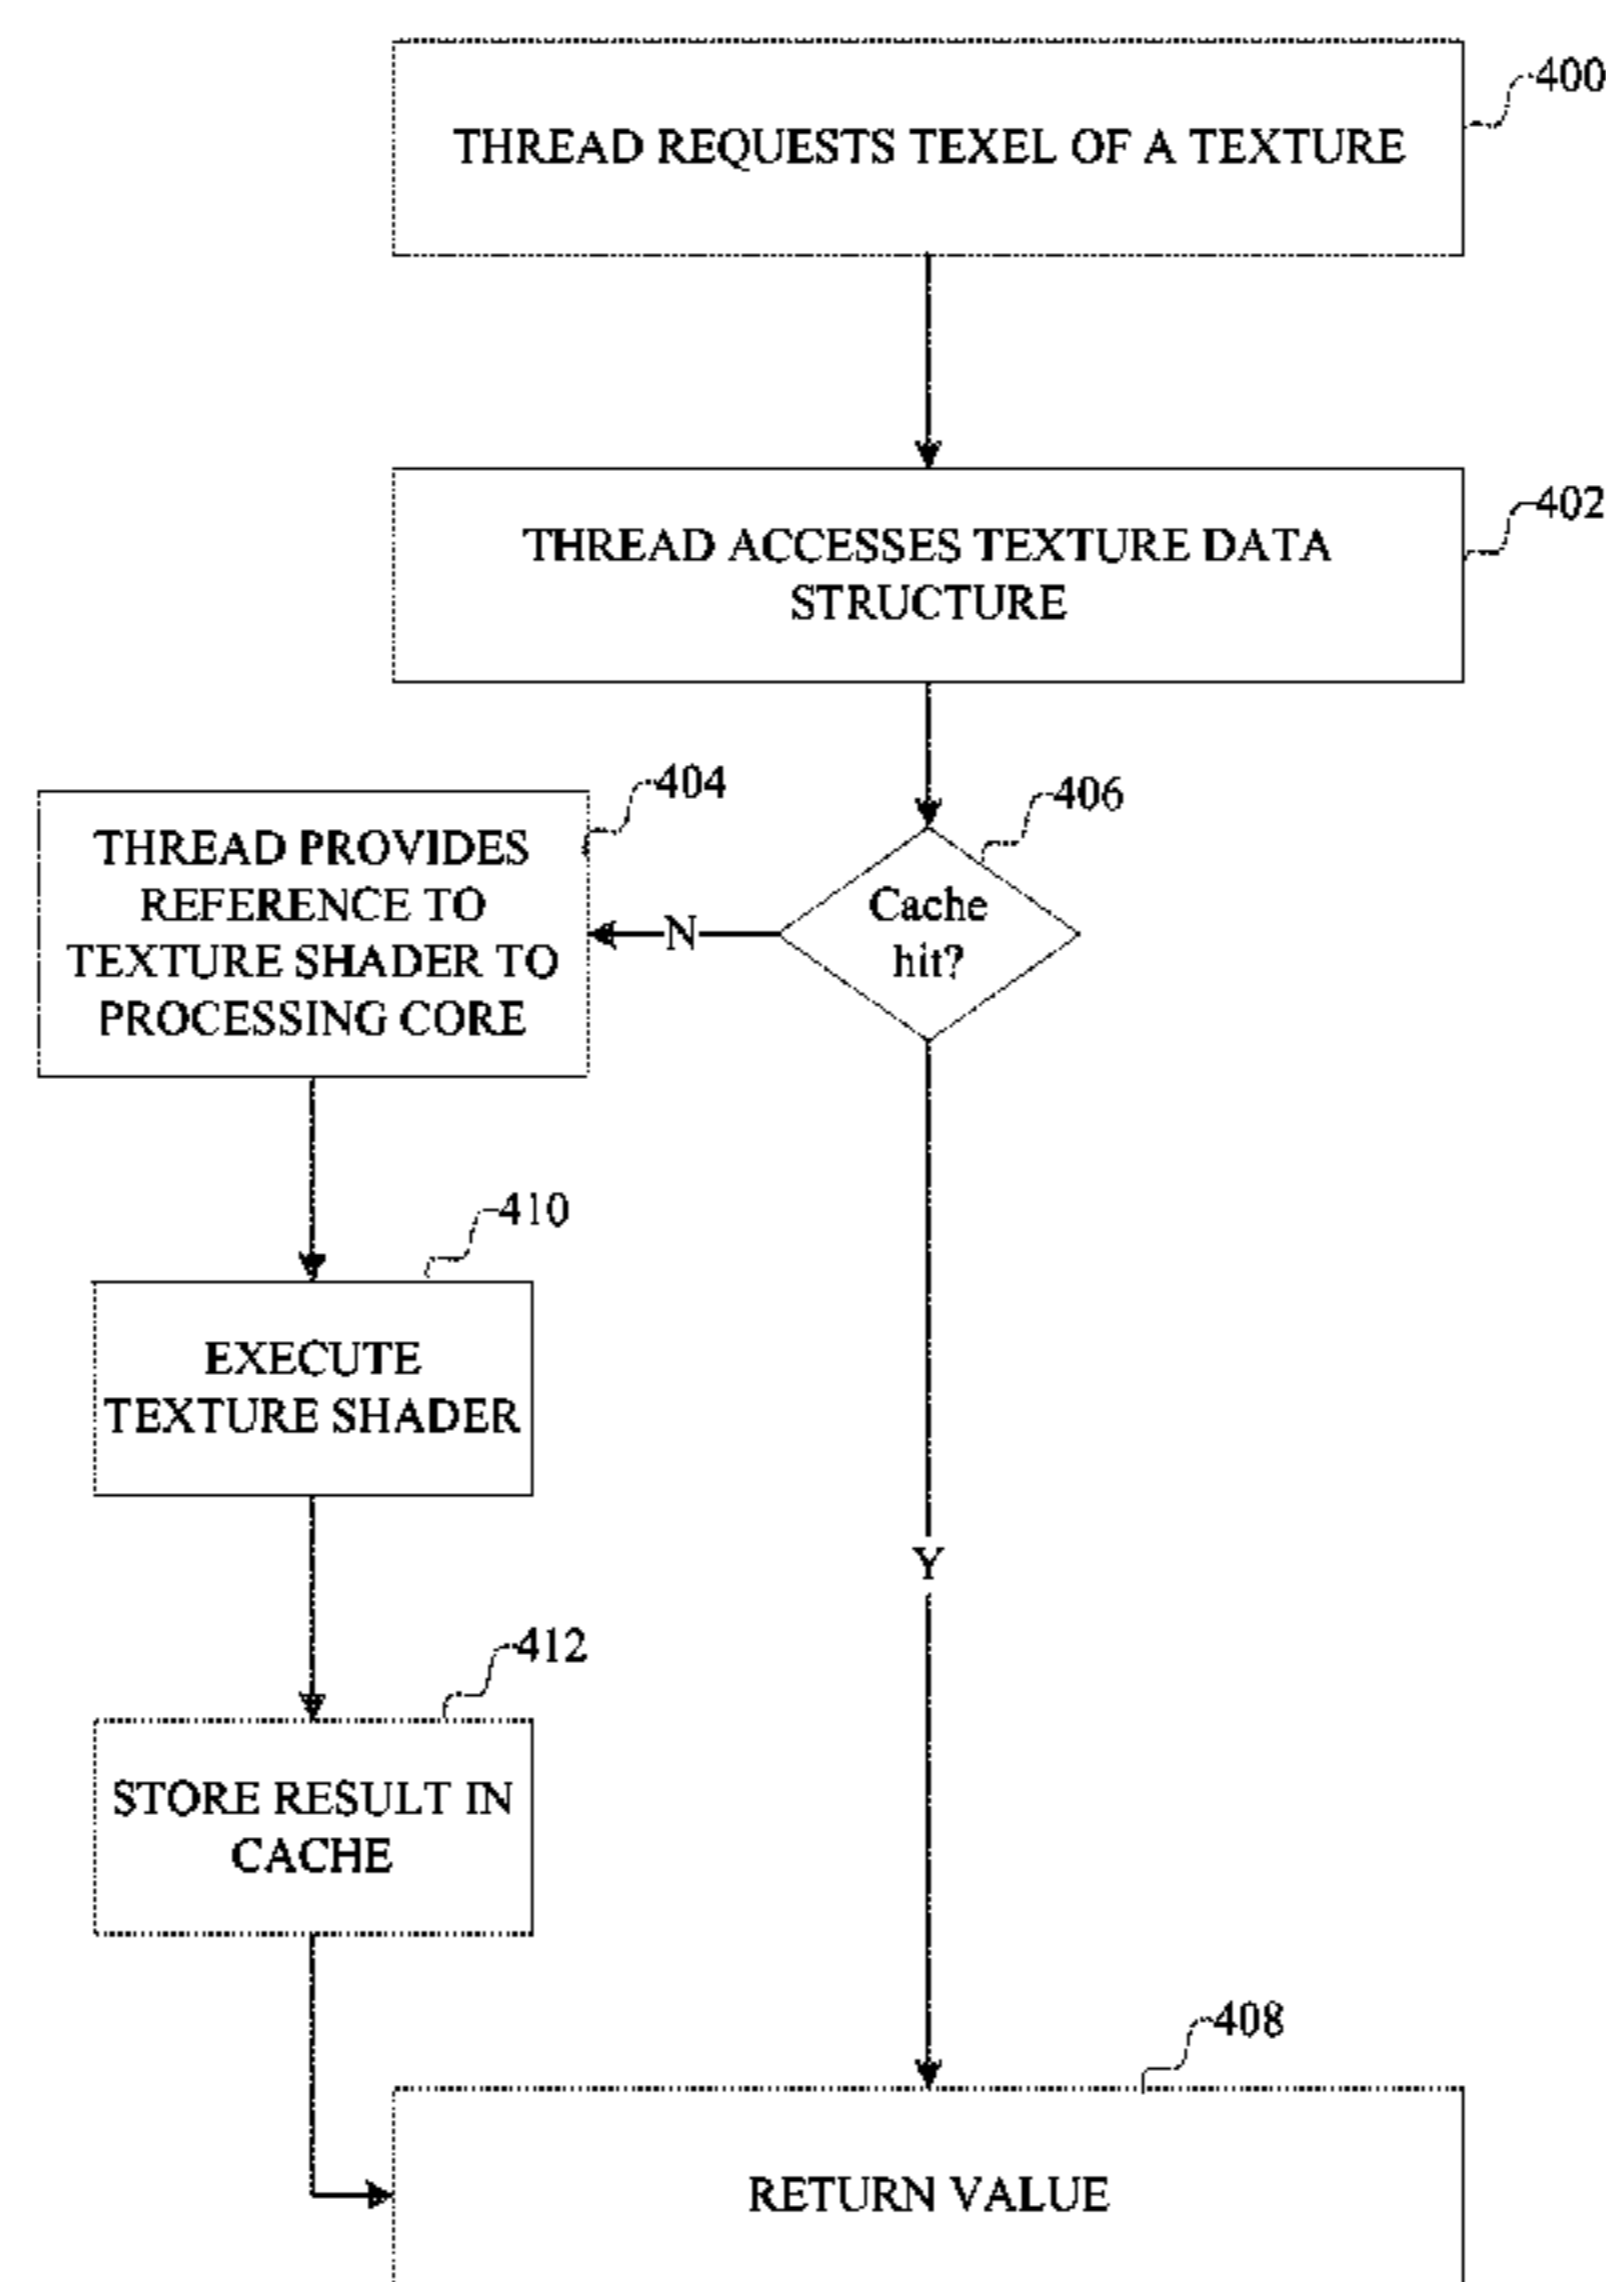 400
THREAD REQUESTS TEXEL OF A TEXTURE
402
THREAD ACCESSES TEXTURE DATA
STRUCTURE
404
THREAD PROVIDES
REFERENCE TO
TEXTURE SHADER TO
PROCESSING CORE
406
Cache
hit?
N
410
EXECUTE
TEXTURE SHADER
Y
412
STORE RESULT IN
CACHE
408
RETURN VALUE